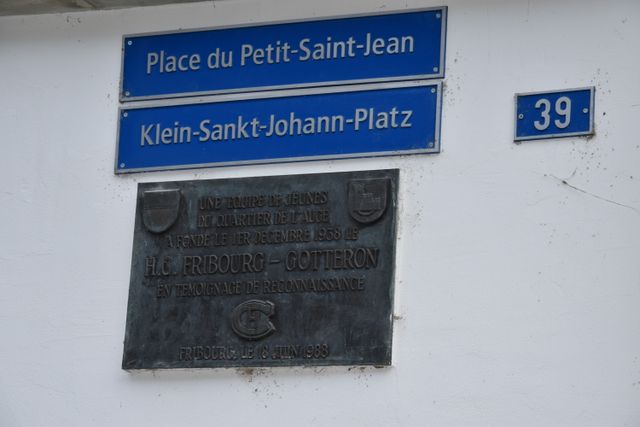 Place du Petit-Saint-Jean
Klein-Sankt-Johann-Platz
39
UNE EQUIPE DE JEUNES
DU QUARTIER DE L'AUGE
A FONDE LE 1ER DECEMBRE 1938 LE
H.C. FRIBOURG – GOTTERON
EN TEMOIGNAGE DE RECONNAISSANCE
CH
FRIBOURG, LE 18 JUIN 1988